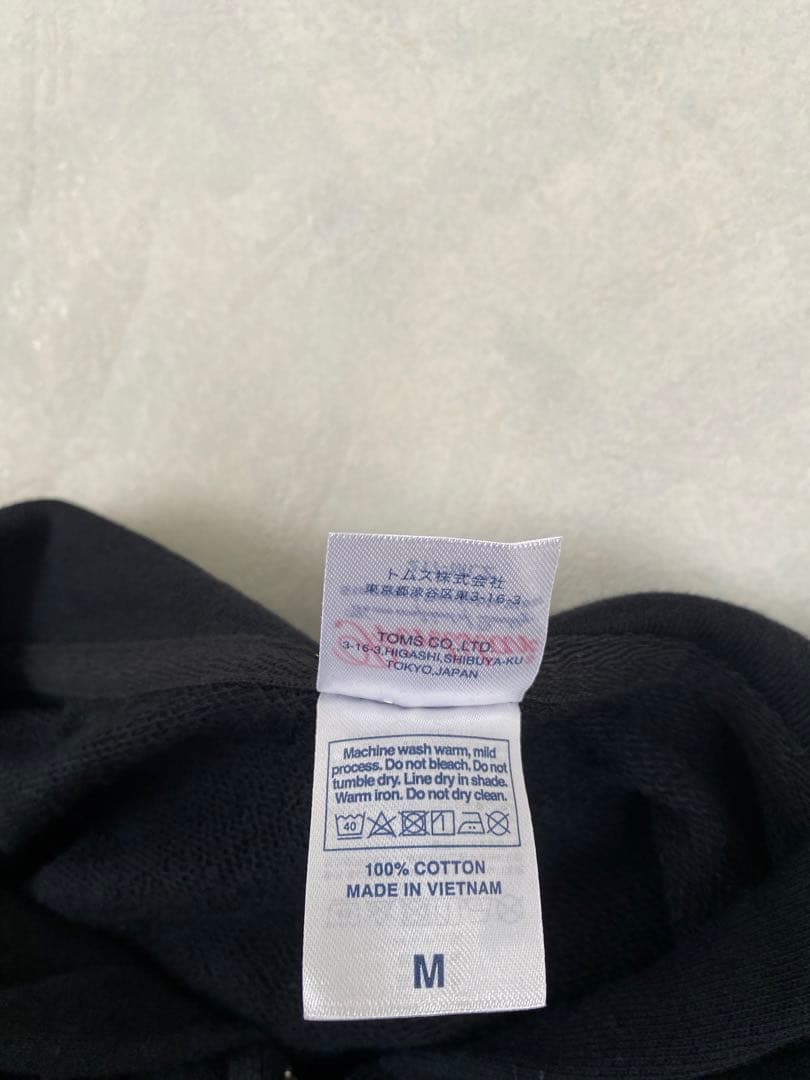 トムス株式会社
東京都渋谷区東3-16-3
TOMS CO.,LTD.
3-16-3,HIGASHI,SHIBUYA-KU
TOKYO,JAPAN
Machine wash warm, mild
process. Do not bleach. Do not
tumble dry. Line dry in shade.
Warm iron. Do not dry clean.
40
100% COTTON
MADE IN VIETNAM
M